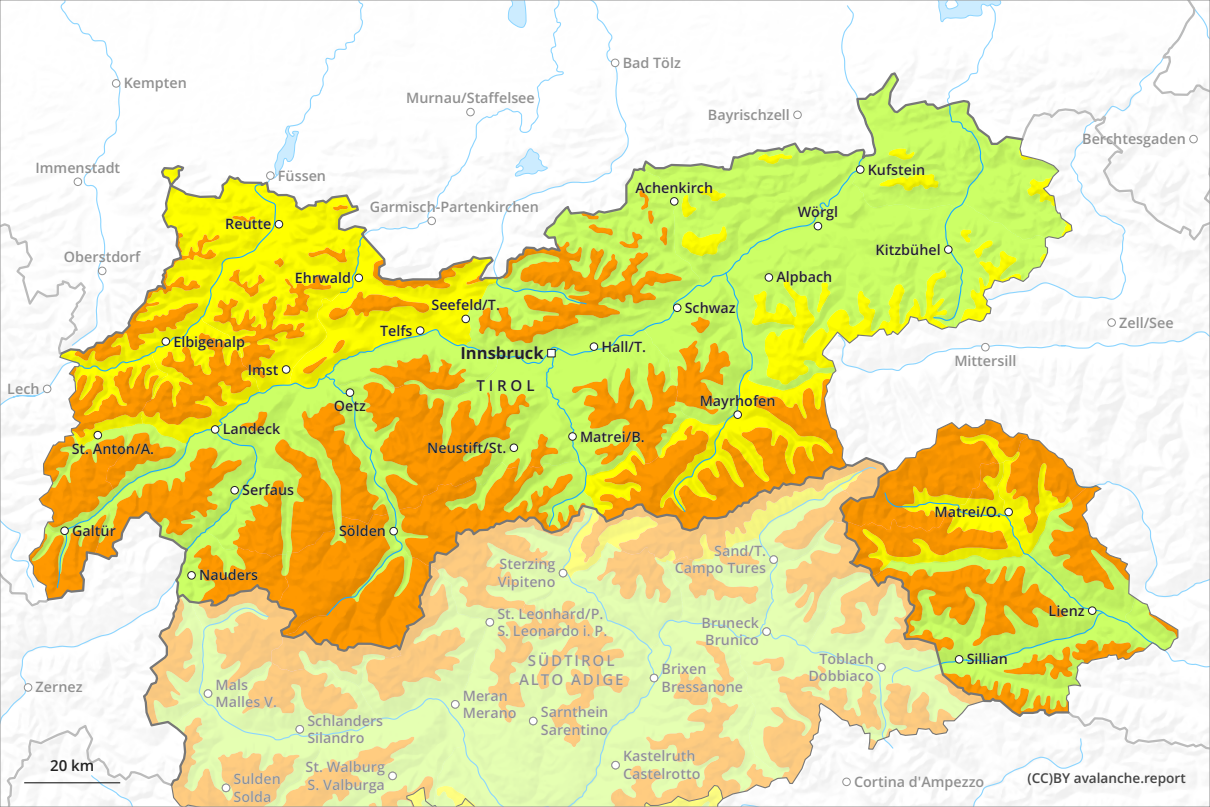 Kempten
Bad Tölz
Murnau/Staffelsee
Bayrischzell
Berchtesgaden
Immenstadt
Füssen
Kufstein
Achenkirch
Garmisch-Partenkirchen
Wörgl
Reutte
Oberstdorf
Kitzbühel
Ehrwald
Alpbach
Seefeld/T.
Schwaz
Zell/See
Telfs
Elbigenalp
Innsbruck
Hall/T.
Mittersill
Imst
TIROL
Lech
Oetz
Mayrhofen
Landeck
Matrei/B.
St. Anton/A.
Neustift/St.
Serfaus
Matrei/O.
Galtür
Sölden
Sterzing
Vipiteno
Sand/T.
Campo Tures
Nauders
St. Leonhard/P.
S. Leonardo i. P.
Bruneck
Brunico
Lienz
SÜDTIROL
ALTO ADIGE
Toblach
Dobbiaco
Sillian
Brixen
Bressanone
Zernez
Mals
Malles V.
Meran
Merano
Sarnthein
Sarentino
Schlanders
Silandro
St. Walburg
S. Valburga
Kastelruth
Castelrotto
20 km
Sulden
Solda
Cortina d'Ampezzo
(CC)BY avalanche.report